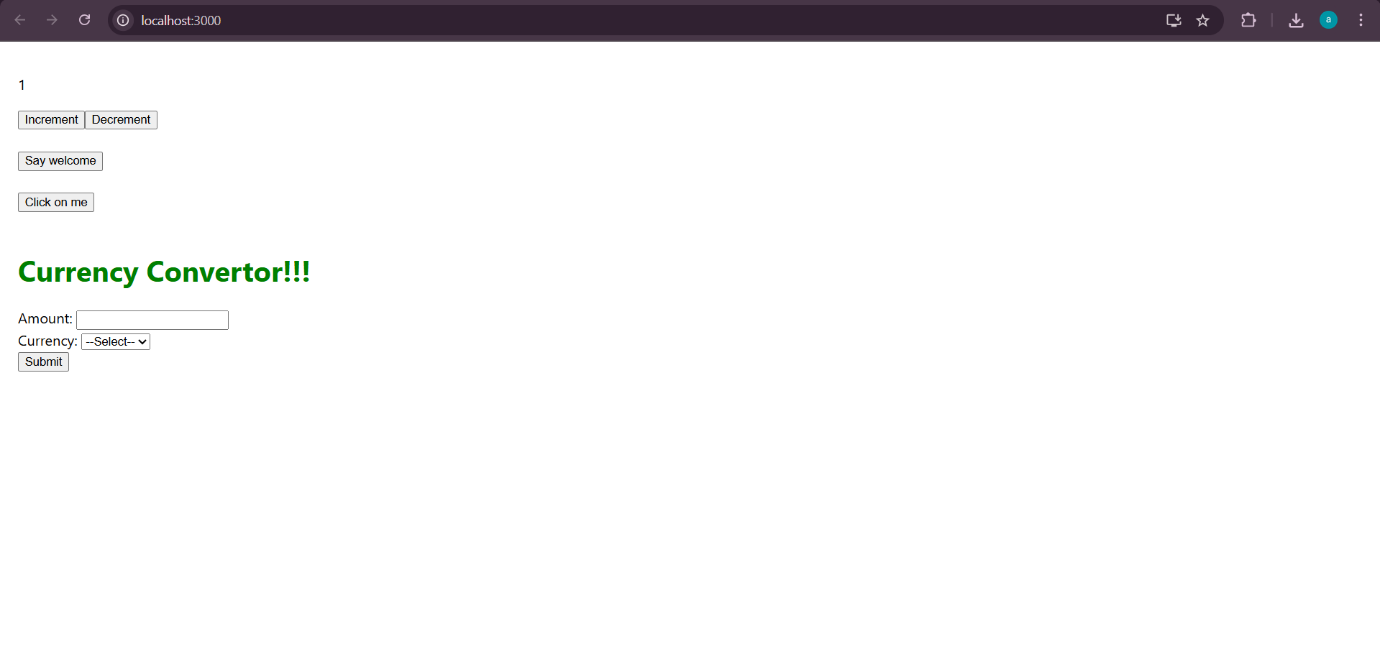 localhost:3000
a
1
Increment Decrement
Say welcome
Click on me
Currency Convertor!!!
Amount:
Currency: --Select--
Submit